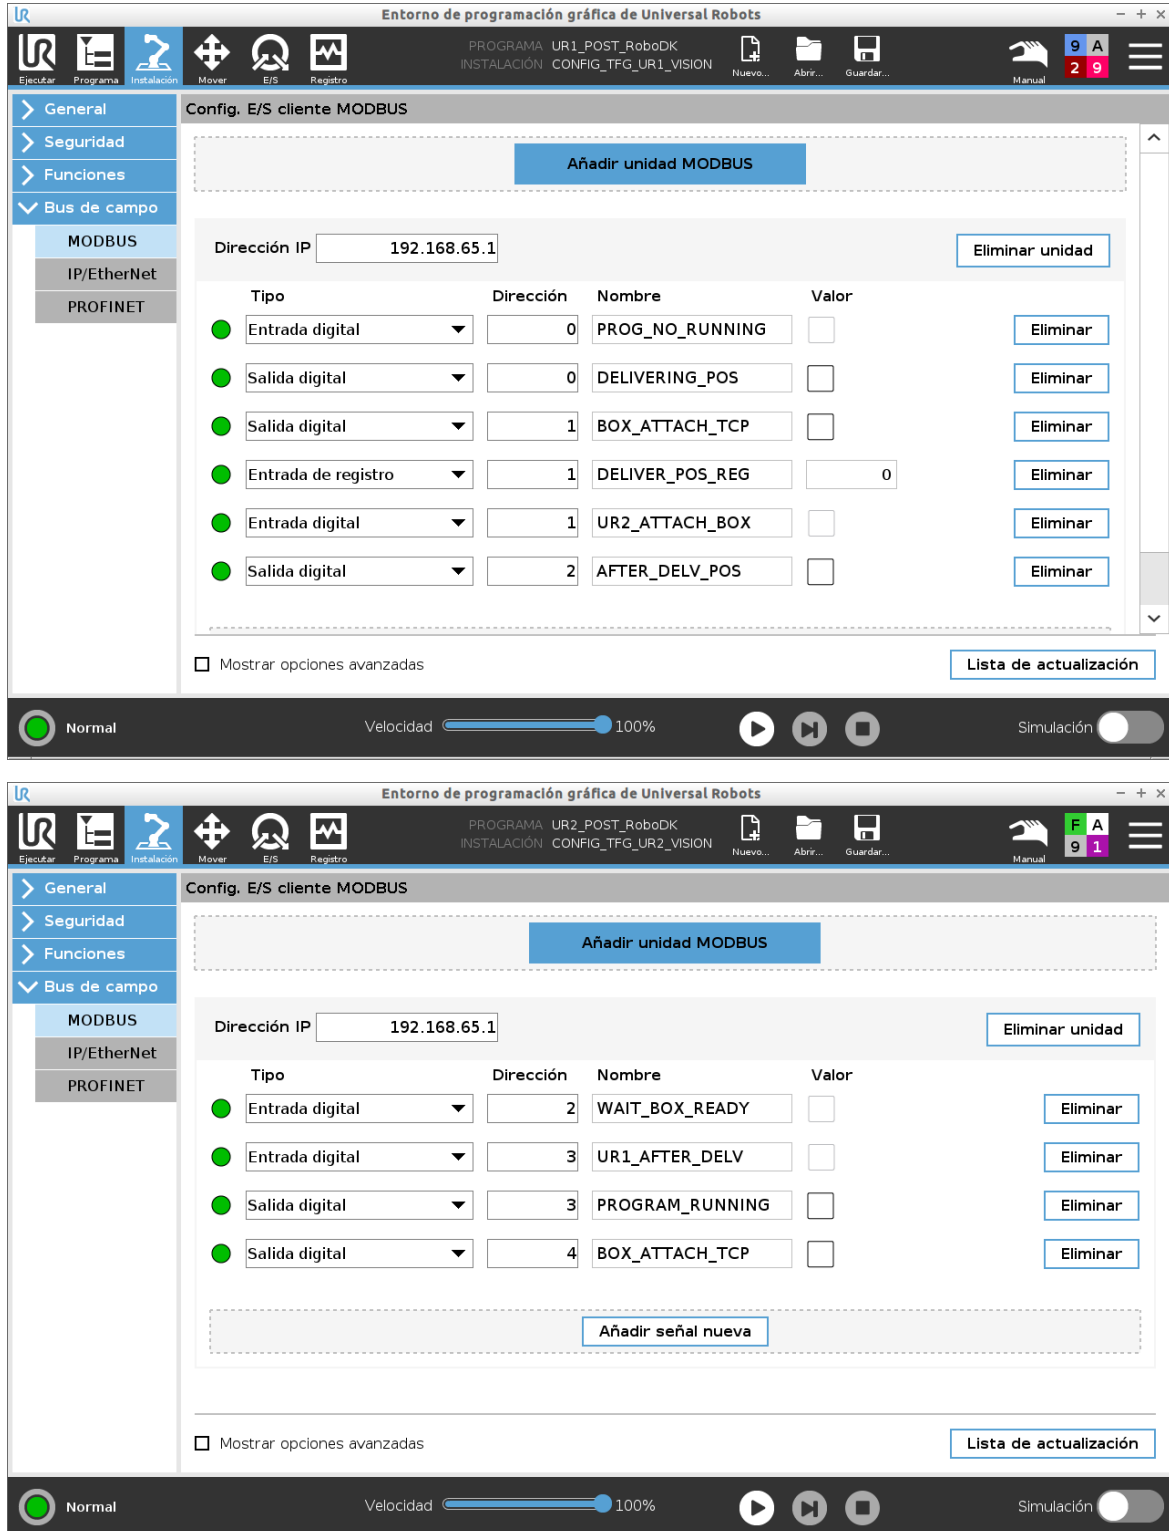 Entorno de programación gráfica de Universal Robots
PROGRAMA UR1_POST_RoboDK
INSTALACIÓN CONFIG_TFG_UR1_VISION
Ejecutar Programa Instalación Mover E/S Registro Nuevo... Abrir... Guardar... Manual
9 A
2 9
General
Seguridad
Funciones
Bus de campo
MODBUS
IP/EtherNet
PROFINET
Config. E/S cliente MODBUS
Añadir unidad MODBUS
Dirección IP 192.168.65.1 Eliminar unidad
Tipo Dirección Nombre Valor
Entrada digital 0 PROG_NO_RUNNING Eliminar
Salida digital 0 DELIVERING_POS Eliminar
Salida digital 1 BOX_ATTACH_TCP Eliminar
Entrada de registro 1 DELIVER_POS_REG 0 Eliminar
Entrada digital 1 UR2_ATTACH_BOX Eliminar
Salida digital 2 AFTER_DELV_POS Eliminar
Mostrar opciones avanzadas Lista de actualización
Normal Velocidad 100% Simulación
Entorno de programación gráfica de Universal Robots
PROGRAMA UR2_POST_RoboDK
INSTALACIÓN CONFIG_TFG_UR2_VISION
Ejecutar Programa Instalación Mover E/S Registro Nuevo... Abrir... Guardar... Manual
F A
9 1
General
Seguridad
Funciones
Bus de campo
MODBUS
IP/EtherNet
PROFINET
Config. E/S cliente MODBUS
Añadir unidad MODBUS
Dirección IP 192.168.65.1 Eliminar unidad
Tipo Dirección Nombre Valor
Entrada digital 2 WAIT_BOX_READY Eliminar
Entrada digital 3 UR1_AFTER_DELV Eliminar
Salida digital 3 PROGRAM_RUNNING Eliminar
Salida digital 4 BOX_ATTACH_TCP Eliminar
Añadir señal nueva
Mostrar opciones avanzadas Lista de actualización
Normal Velocidad 100% Simulación